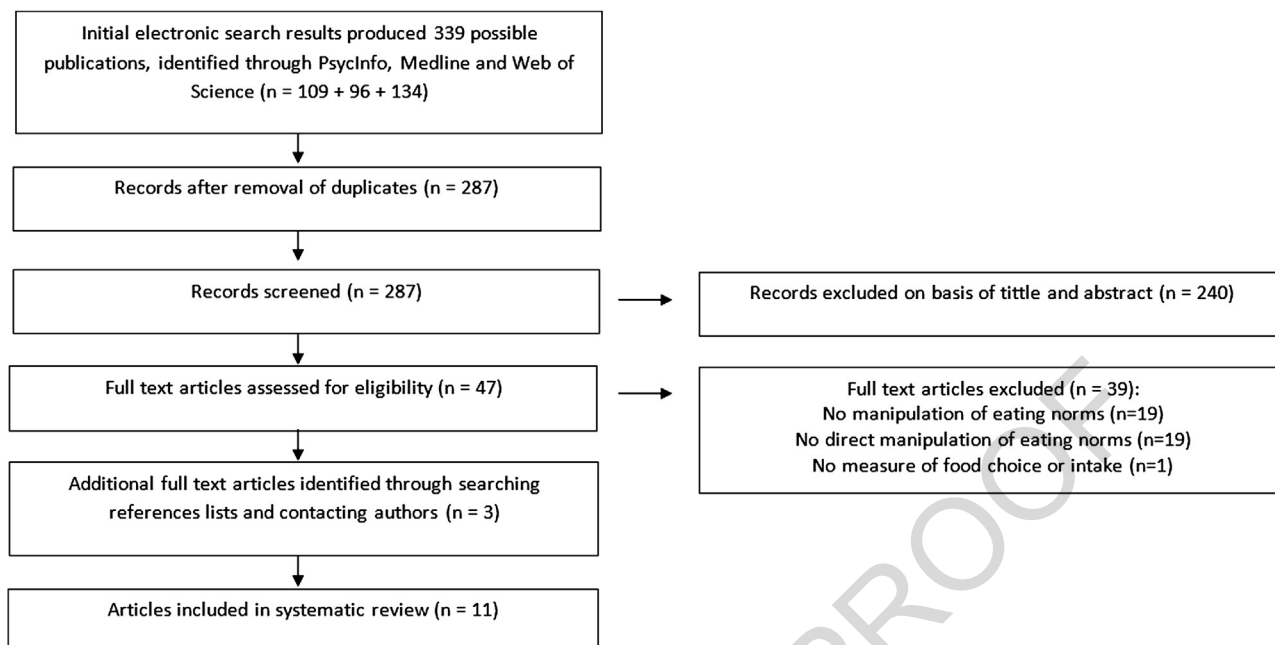 Initial electronic search results produced 339 possible
publications, identified through PsycInfo, Medline and Web of
Science (n = 109 + 96 + 134)
Records after removal of duplicates (n = 287)
Records screened (n = 287)
Records excluded on basis of tittle and abstract (n = 240)
Full text articles assessed for eligibility (n = 47)
Full text articles excluded (n = 39):
No manipulation of eating norms (n=19)
No direct manipulation of eating norms (n=19)
No measure of food choice or intake (n=1)
Additional full text articles identified through searching
references lists and contacting authors (n = 3)
Articles included in systematic review (n = 11)
PROOF